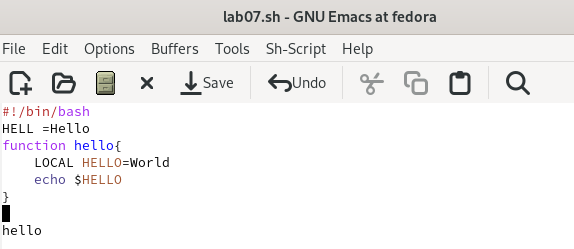 lab07.sh - GNU Emacs at fedora
File Edit Options Buffers Tools Sh-Script Help
Save Undo
#!/bin/bash
HELL =Hello
function hello{
    LOCAL HELLO=World
    echo $HELLO
}
hello